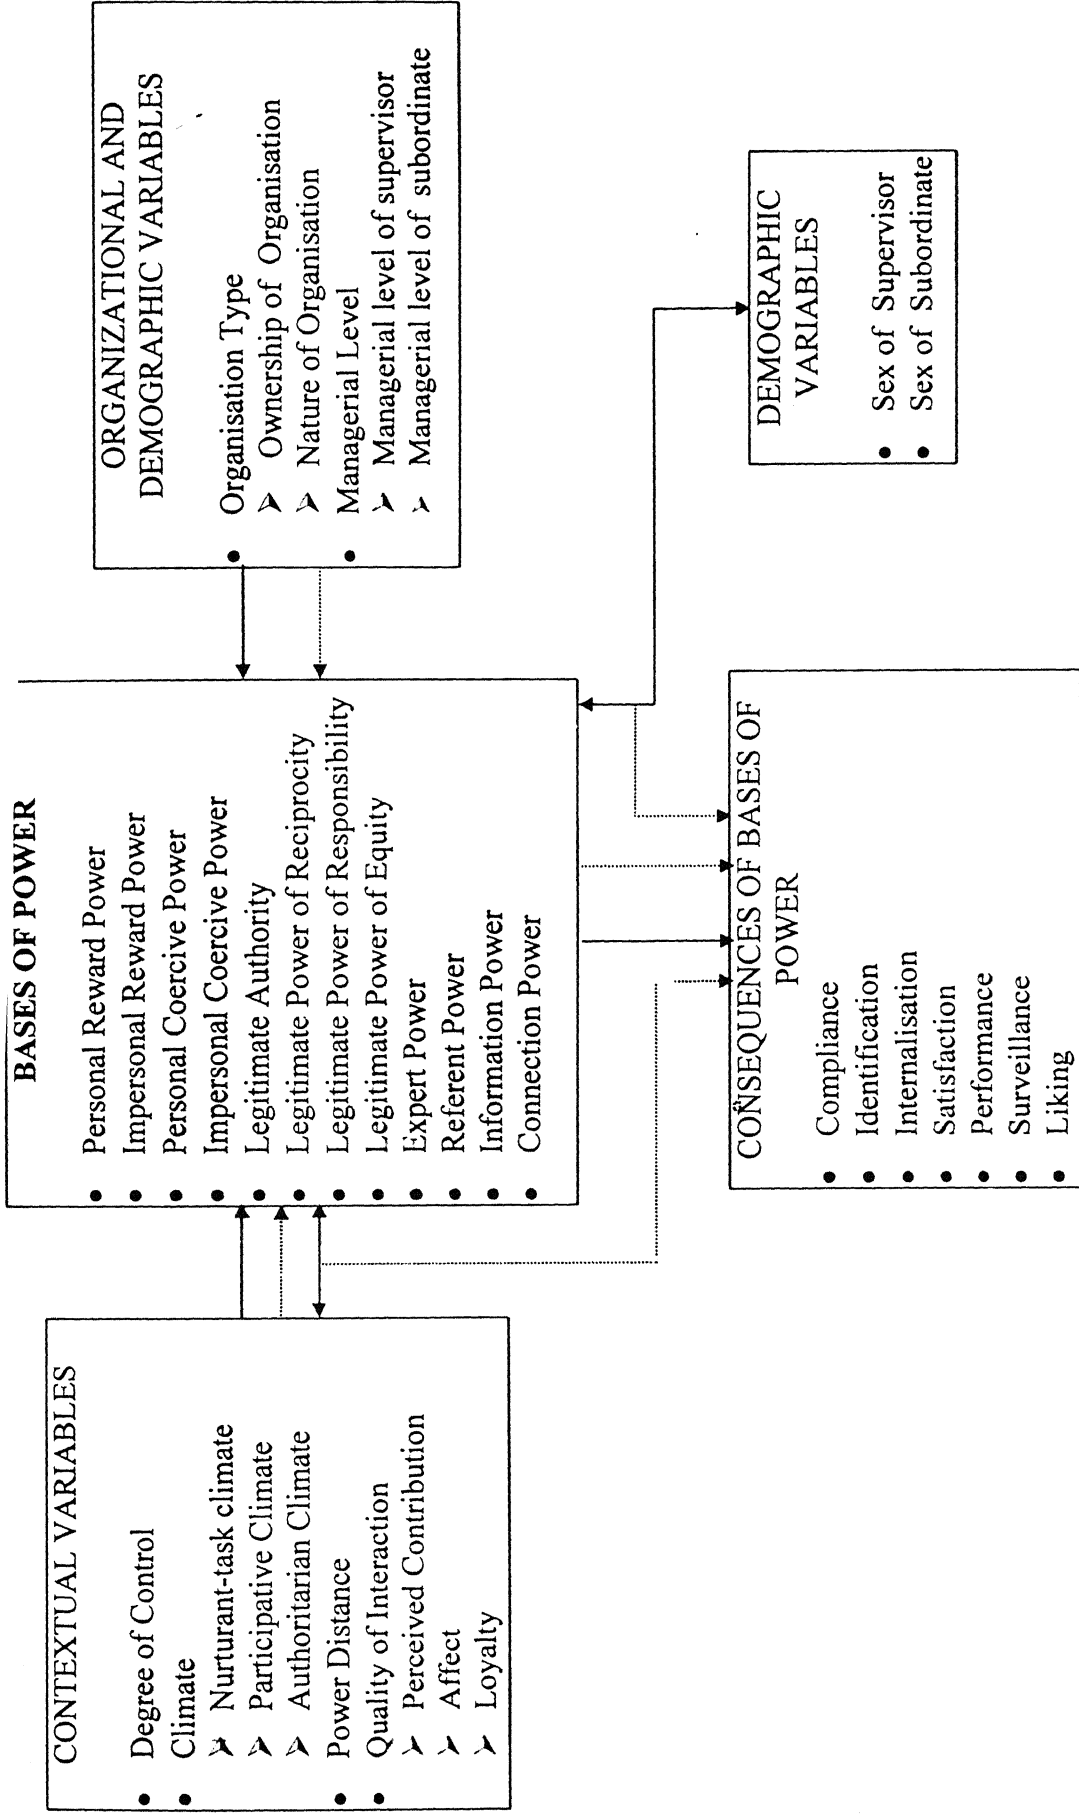 CONTEXTUAL VARIABLES
• Degree of Control
• Climate
➢ Nurturant-task climate
➢ Participative Climate
➢ Authoritarian Climate
• Power Distance
• Quality of Interaction
➢ Perceived Contribution
➢ Affect
➢ Loyalty
BASES OF POWER
• Personal Reward Power
• Impersonal Reward Power
• Personal Coercive Power
• Impersonal Coercive Power
• Legitimate Authority
• Legitimate Power of Reciprocity
• Legitimate Power of Responsibility
• Legitimate Power of Equity
• Expert Power
• Referent Power
• Information Power
• Connection Power
ORGANIZATIONAL AND
DEMOGRAPHIC VARIABLES
• Organisation Type
➢ Ownership of Organisation
➢ Nature of Organisation
• Managerial Level
➢ Managerial level of supervisor
➢ Managerial level of subordinate
CONSEQUENCES OF BASES OF
POWER
• Compliance
• Identification
• Internalisation
• Satisfaction
• Performance
• Surveillance
• Liking
DEMOGRAPHIC
VARIABLES
• Sex of Supervisor
• Sex of Subordinate